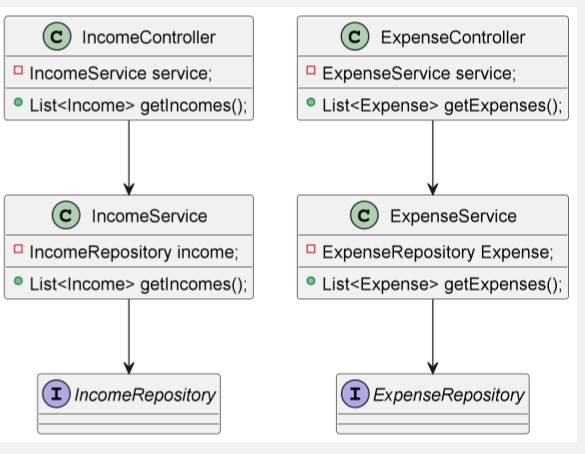 C IncomeController
IncomeService service;
List<Income> getIncomes();
C ExpenseController
ExpenseService service;
List<Expense> getExpenses();
C IncomeService
IncomeRepository income;
List<Income> getIncomes();
C ExpenseService
ExpenseRepository Expense;
List<Expense> getExpenses();
I IncomeRepository
I ExpenseRepository